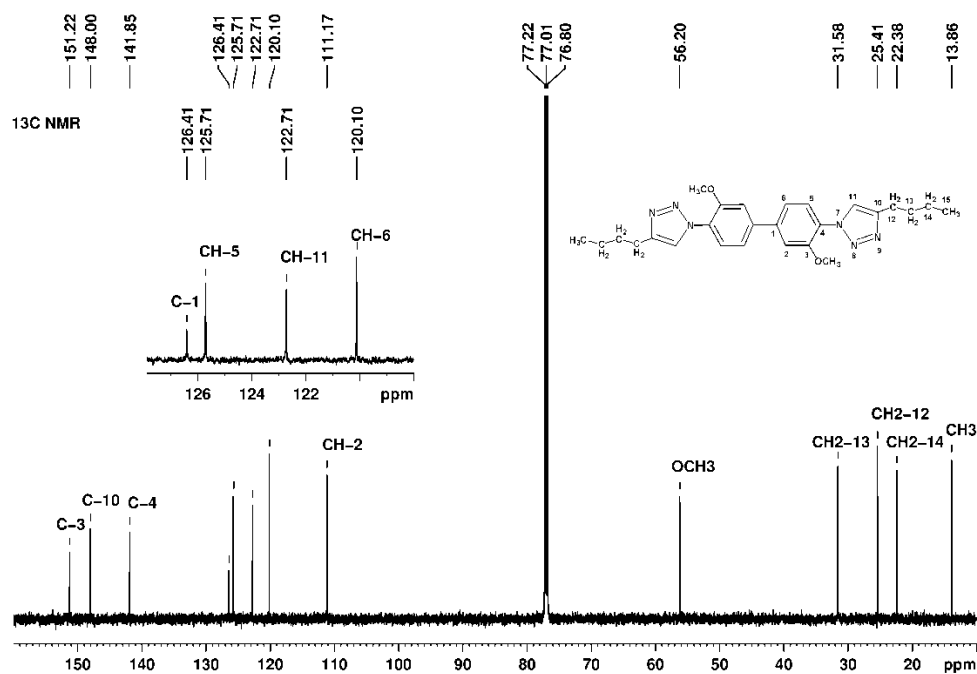 151.22
148.00
141.85
126.41
125.71
122.71
120.10
111.17
77.22
77.01
76.80
56.20
31.58
25.41
22.38
13.86
13C NMR
126.41
125.71
122.71
120.10
C-1
CH-5
CH-11
CH-6
126 124 122 ppm
H3CO
N N
N
H2
C
H3C C
H2 C
H2
6 5
1 4
2 3
OCH3
7 11 10
N
N N
8 9
H2 13 H2 15
C C CH3
12 C 14
H2
C-3
C-10
C-4
CH-2
OCH3
CH2-13
CH2-12
CH2-14
CH3
150 140 130 120 110 100 90 80 70 60 50 40 30 20 ppm